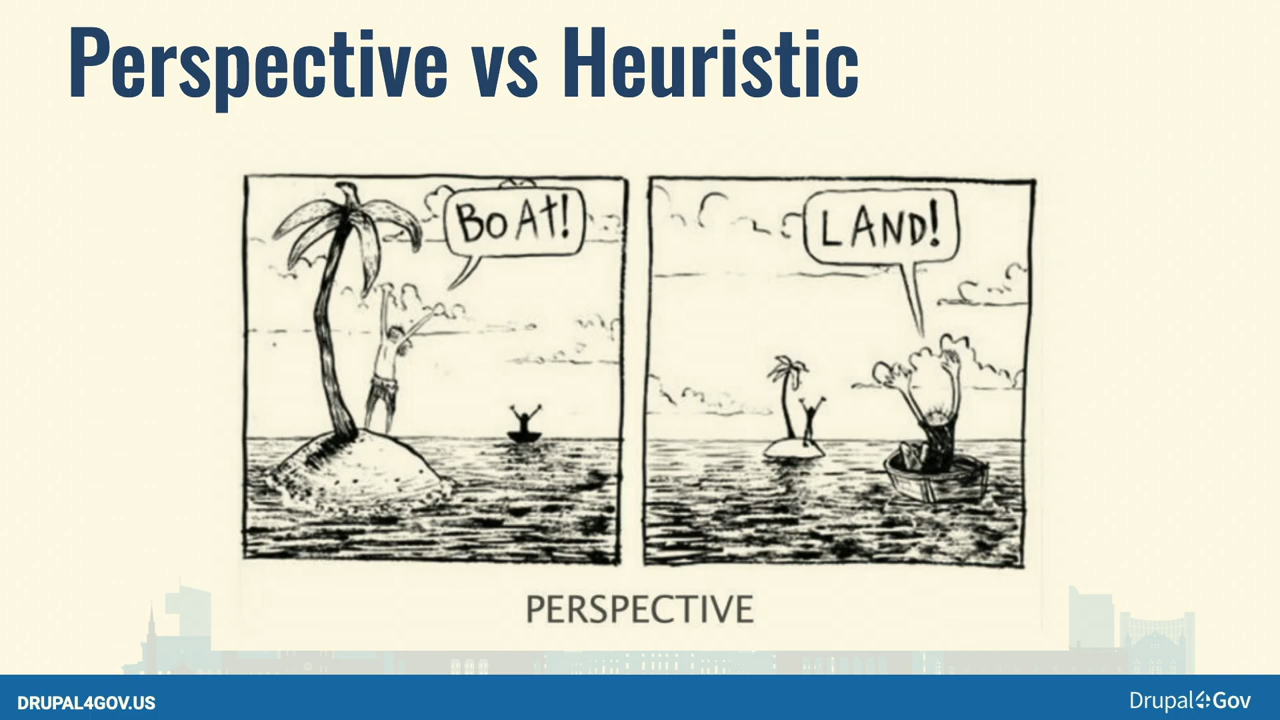 Perspective vs Heuristic
BOAt!
LAND!
PERSPECTIVE
DRUPAL4GOV.US
Drupal4Gov